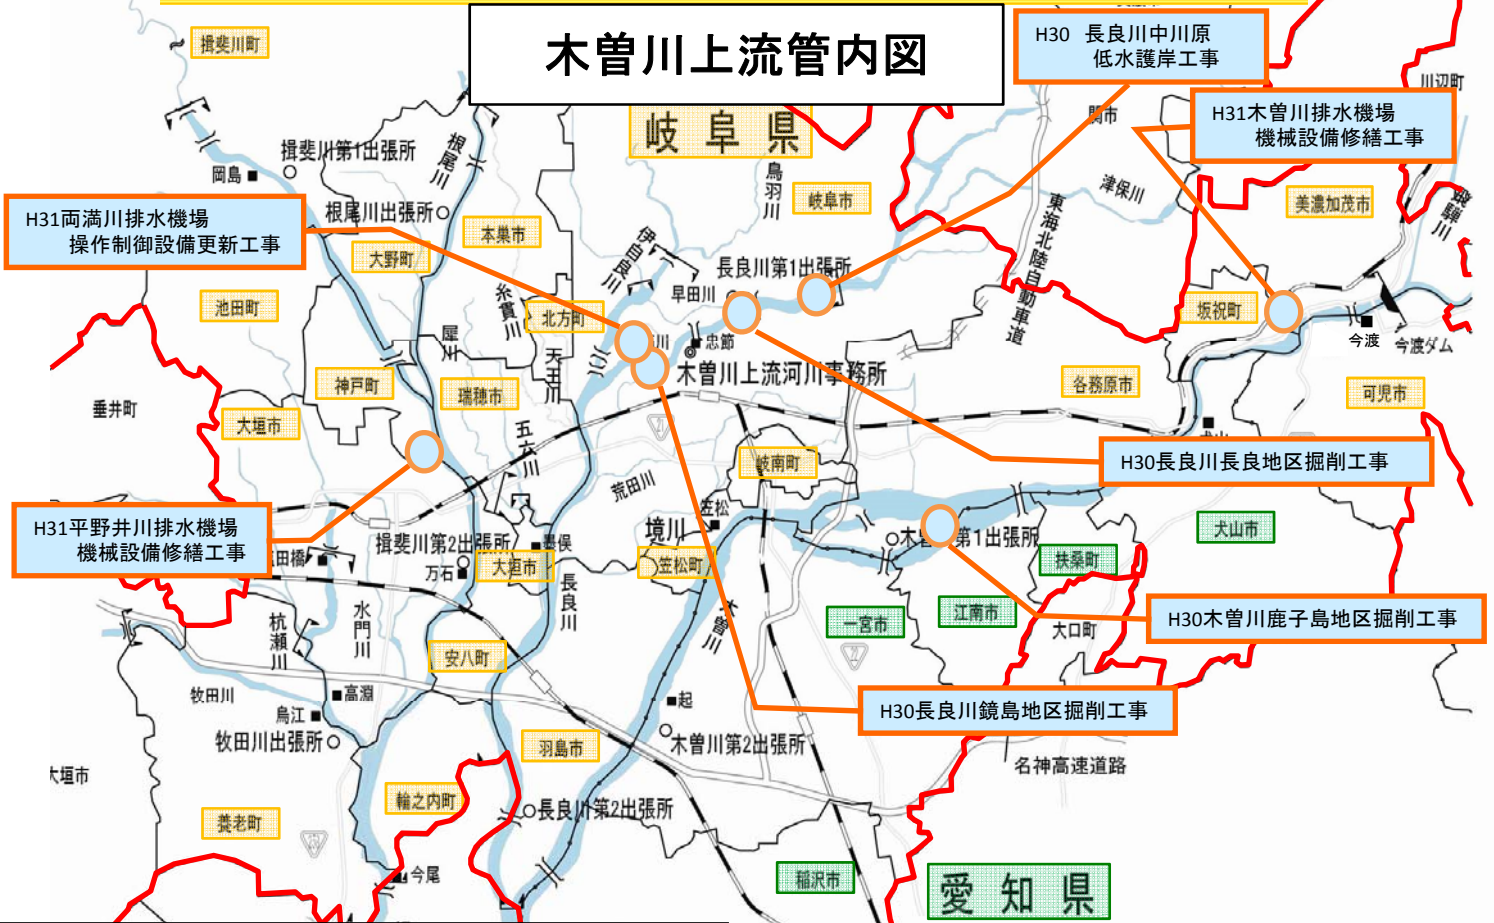 木曽川上流管内図
H30 長良川中川原
低水護岸工事
揖斐川町
川辺町
関市
H31木曽川排水機場
機械設備修繕工事
岐阜県
根尾川
揖斐川第1出張所
岡島
鳥羽川
岐阜市
津保川
美濃加茂市
飛騨川
H31両満川排水機場
操作制御設備更新工事
根尾川出張所
本巣市
大野町
伊自良川
東海北陸自動車道
長良川第1出張所
早田川
池田町
糸貫川
北方町
坂祝町
犀川
天王川
忠節
今渡
今渡ダム
木曽川上流河川事務所
神戸町
瑞穂市
各務原市
可児市
垂井町
大垣市
五六川
岐南町
H30長良川長良地区掘削工事
荒田川
笠松
境川
H31平野井川排水機場
機械設備修繕工事
揖斐川第2出張所
墨俣
万石
大垣市
笠松町
第1出張所
扶桑町
犬山市
長良川
木曽川
杭瀬川
水門川
一宮市
江南市
大口町
H30木曽川鹿子島地区掘削工事
安八町
牧田川
高淵
烏江
起
H30長良川鏡島地区掘削工事
牧田川出張所
羽島市
木曽川第2出張所
名神高速道路
大垣市
輪之内町
長良川第2出張所
養老町
今尾
稲沢市
愛知県